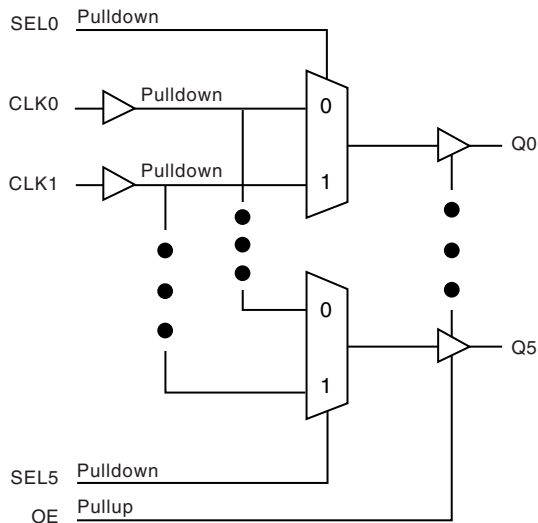 SEL0 Pulldown
CLK0 Pulldown
0
CLK1 Pulldown
1
Q0
0
Q5
1
SEL5 Pulldown
OE Pullup